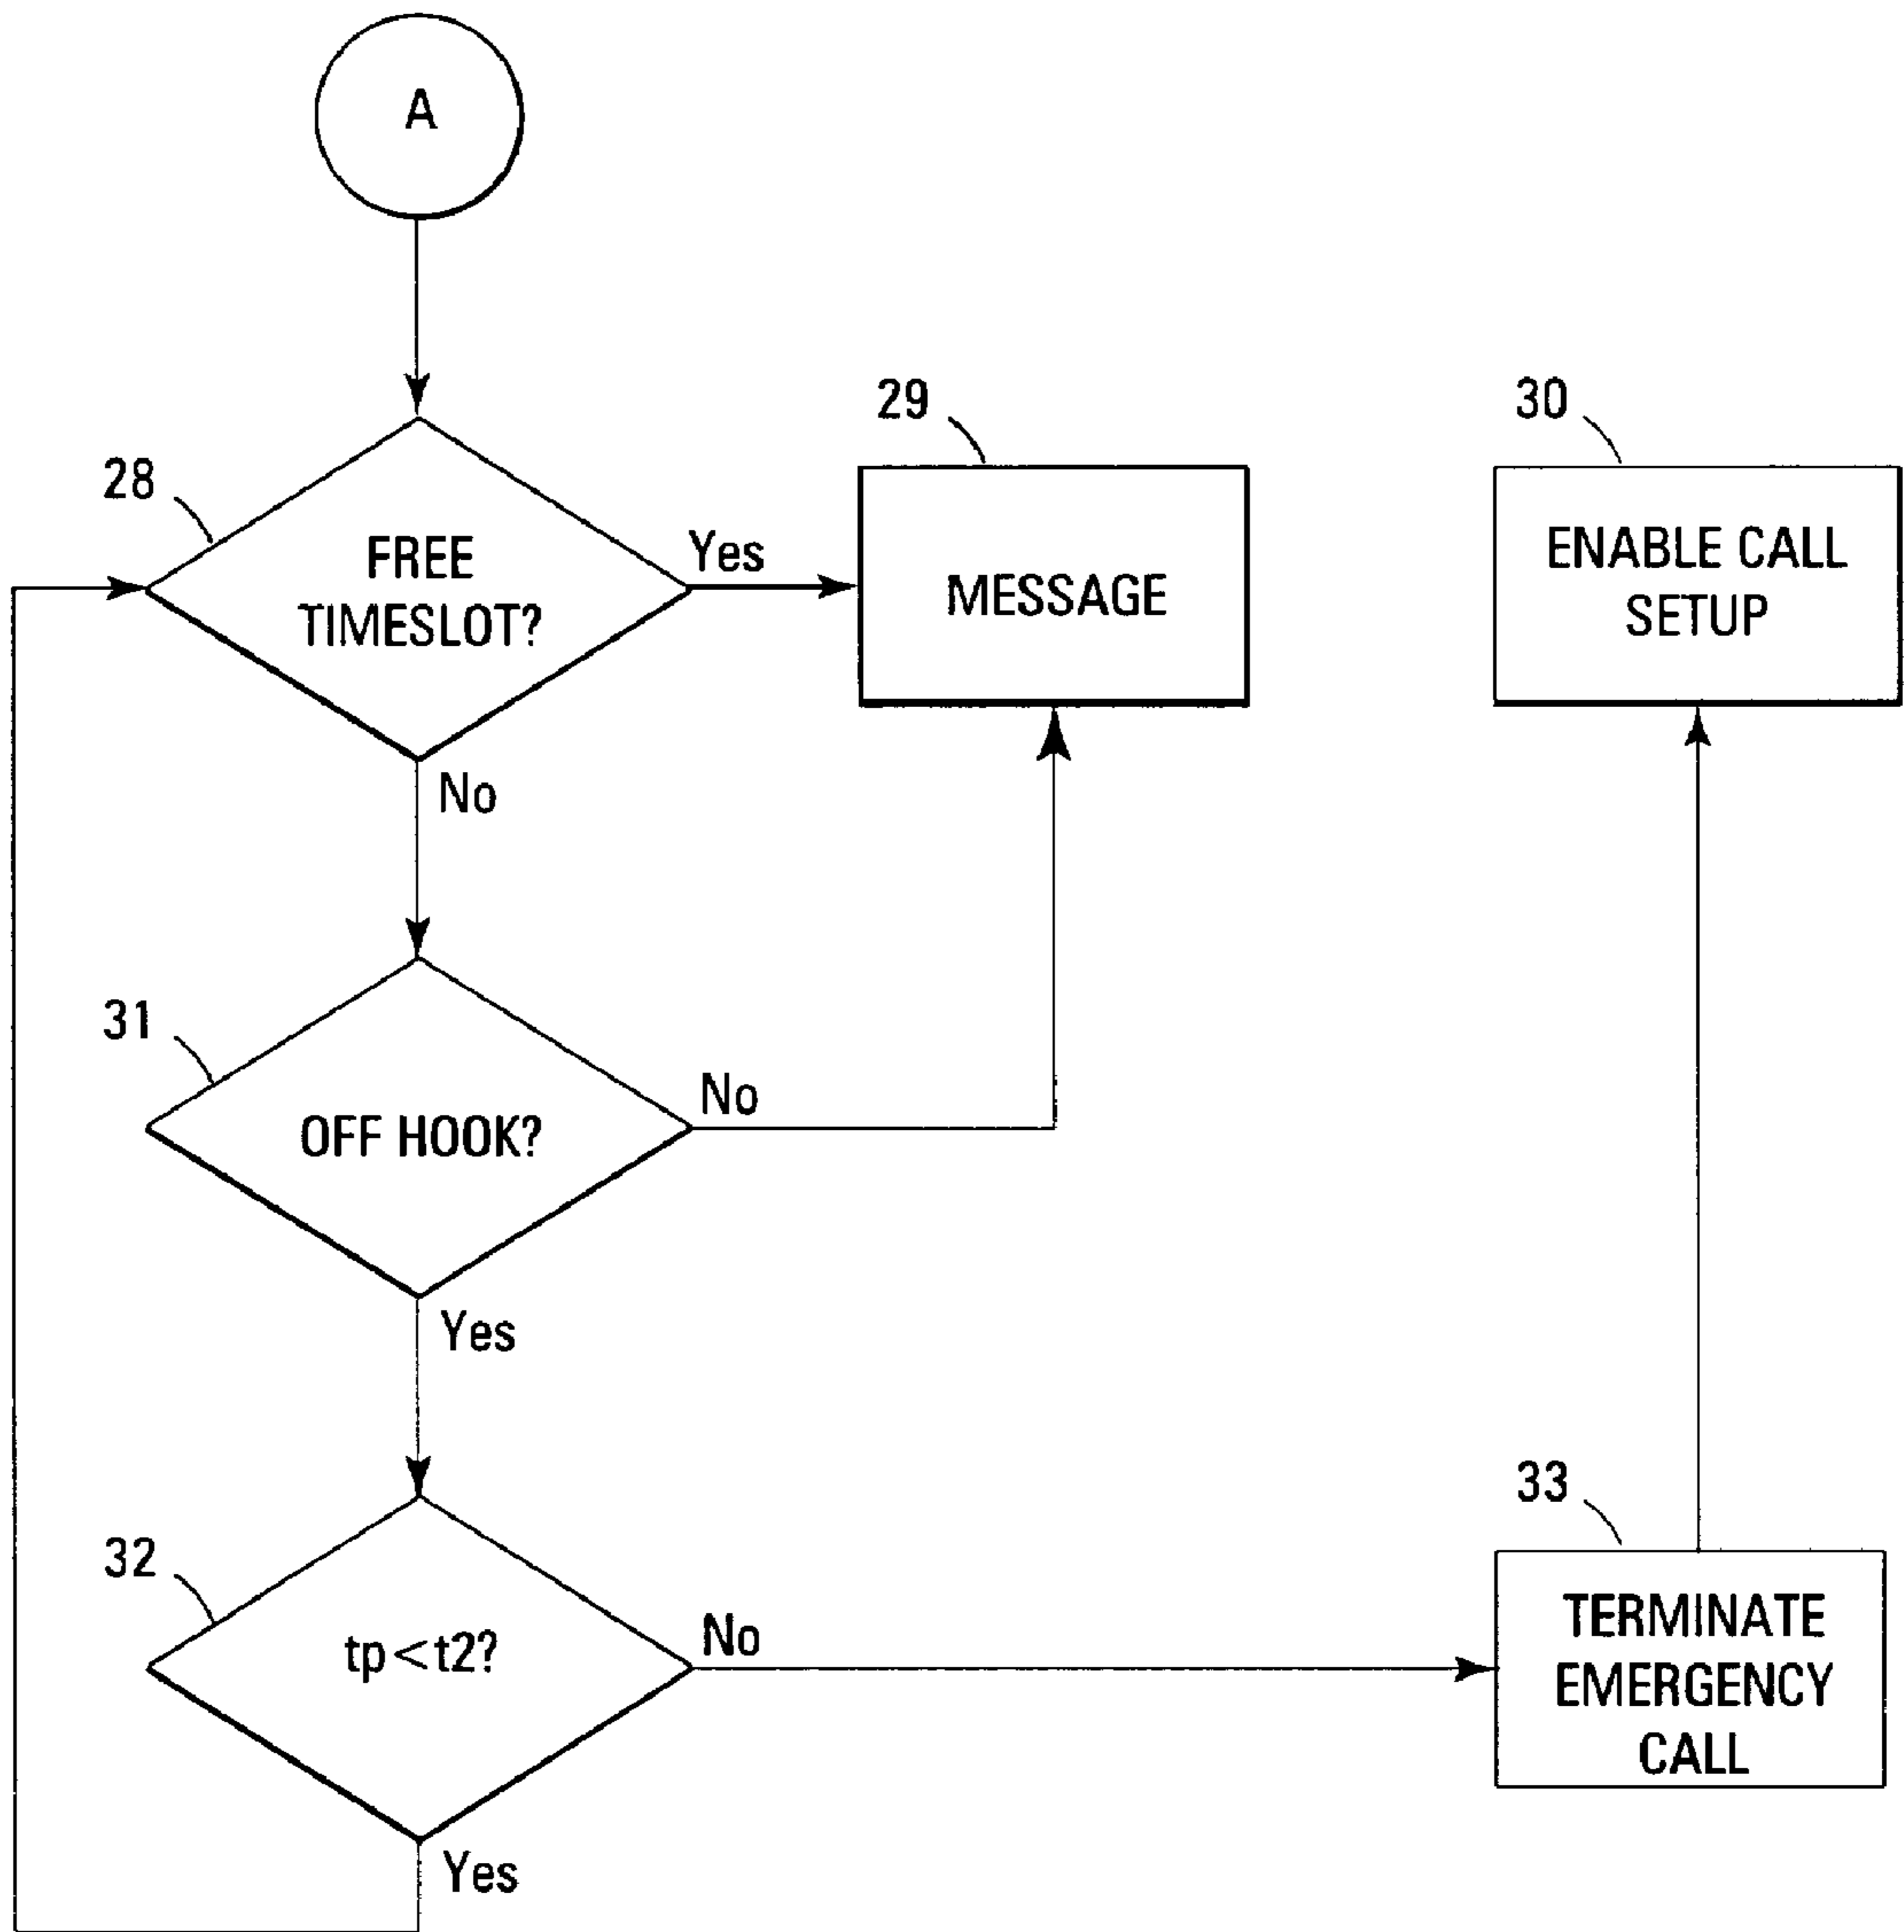 A
28
FREE
TIMESLOT?
Yes
No
29
MESSAGE
30
ENABLE CALL
SETUP
31
OFF HOOK?
No
Yes
32
tp<t2?
No
Yes
33
TERMINATE
EMERGENCY
CALL